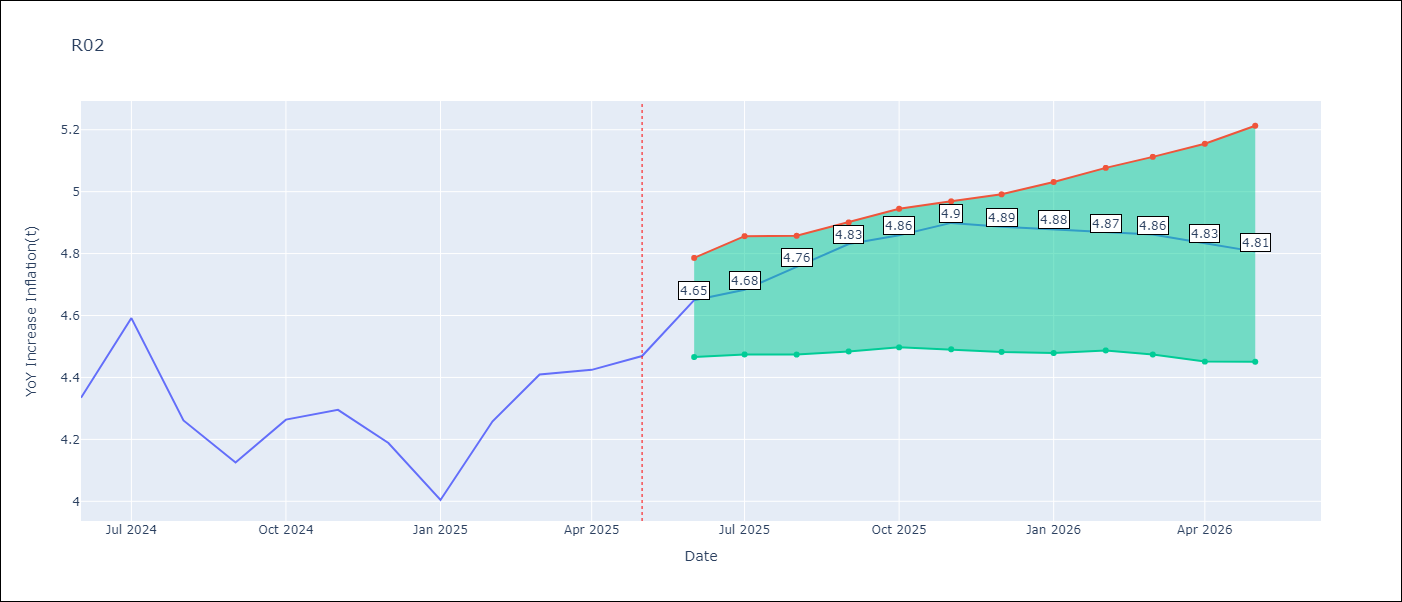 R02
YoY Increase Inflation(t)
5.2
5
4.8
4.6
4.4
4.2
4
4.65
4.68
4.76
4.83
4.86
4.9
4.89
4.88
4.87
4.86
4.83
4.81
Jul 2024
Oct 2024
Jan 2025
Apr 2025
Jul 2025
Oct 2025
Jan 2026
Apr 2026
Date